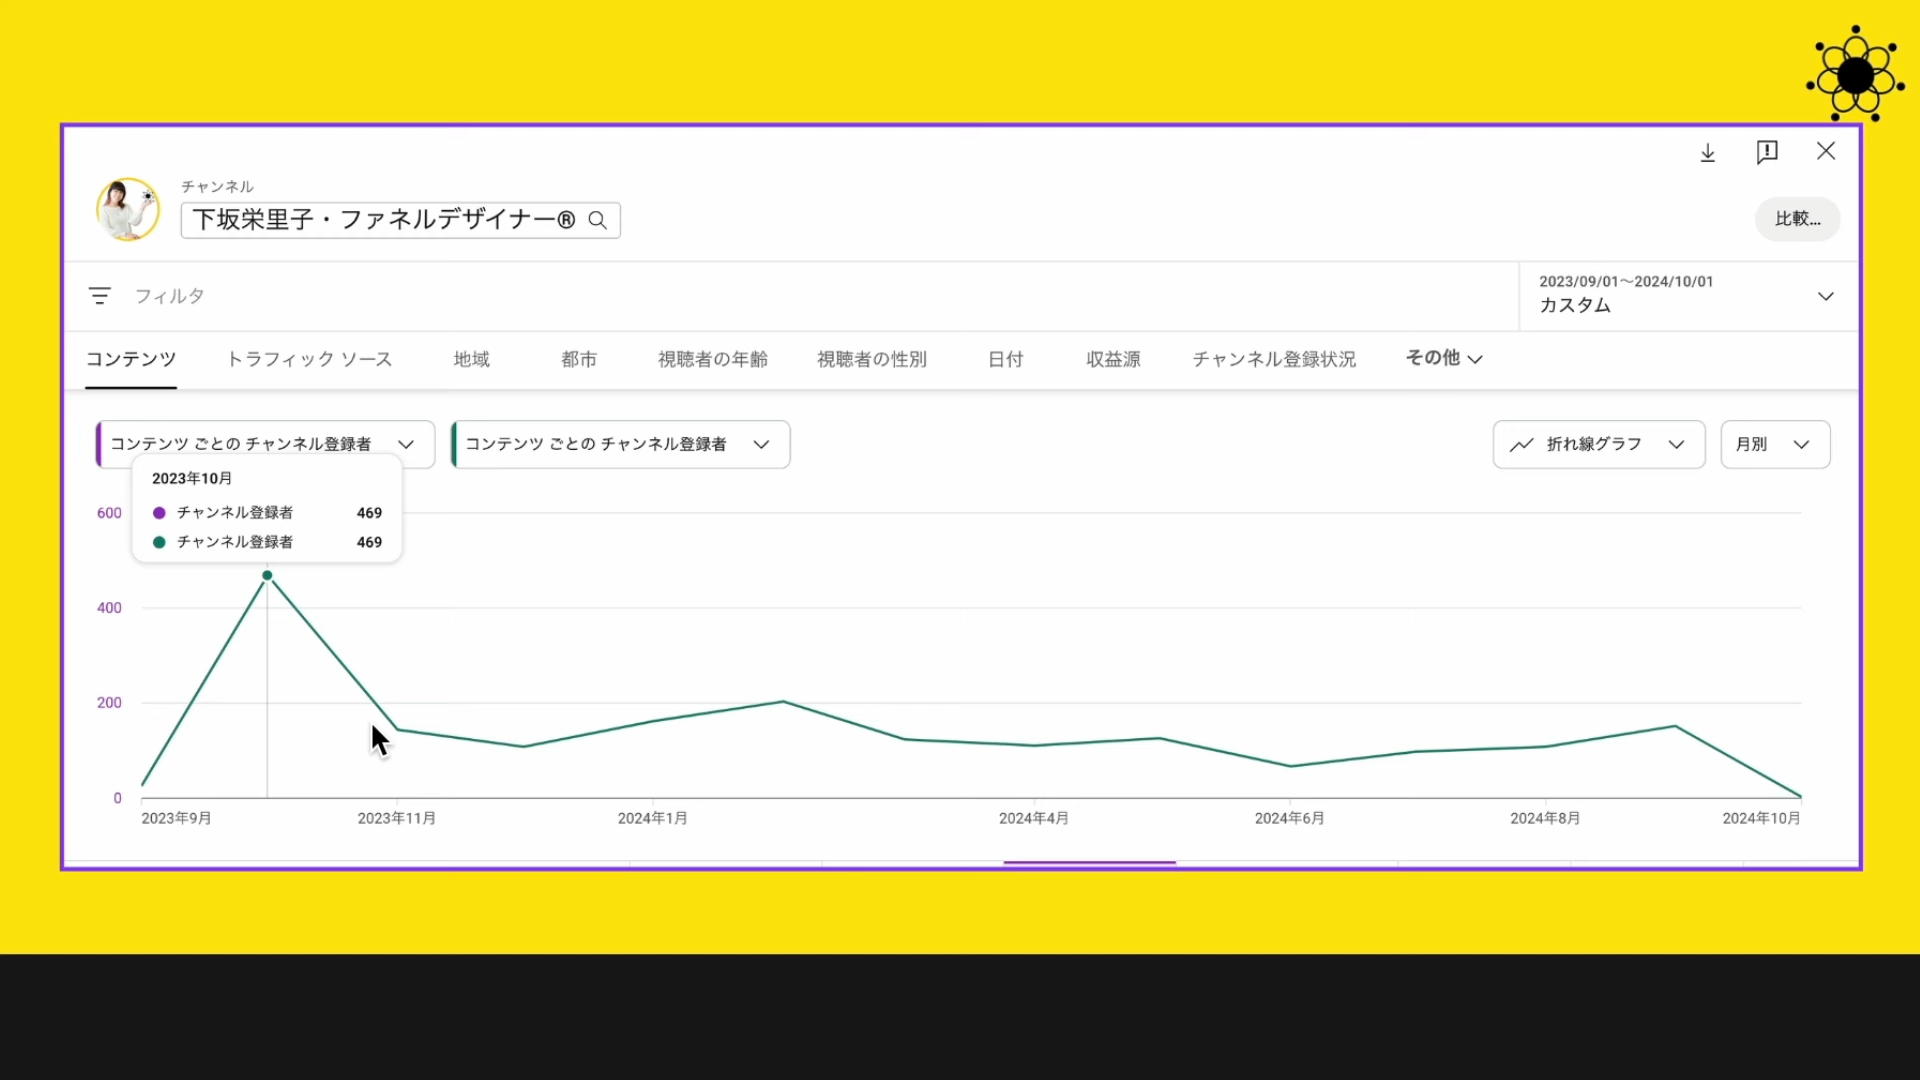 チャンネル
下坂栄里子・ファネルデザイナー®
比較...
フィルタ
2023/09/01～2024/10/01
カスタム
コンテンツ トラフィック ソース 地域 都市 視聴者の年齢 視聴者の性別 日付 収益源 チャンネル登録状況 その他
コンテンツ ごとの チャンネル登録者 コンテンツ ごとの チャンネル登録者 折れ線グラフ 月別
2023年10月
チャンネル登録者 469
チャンネル登録者 469
600
400
200
0
2023年9月 2023年11月 2024年1月 2024年4月 2024年6月 2024年8月 2024年10月